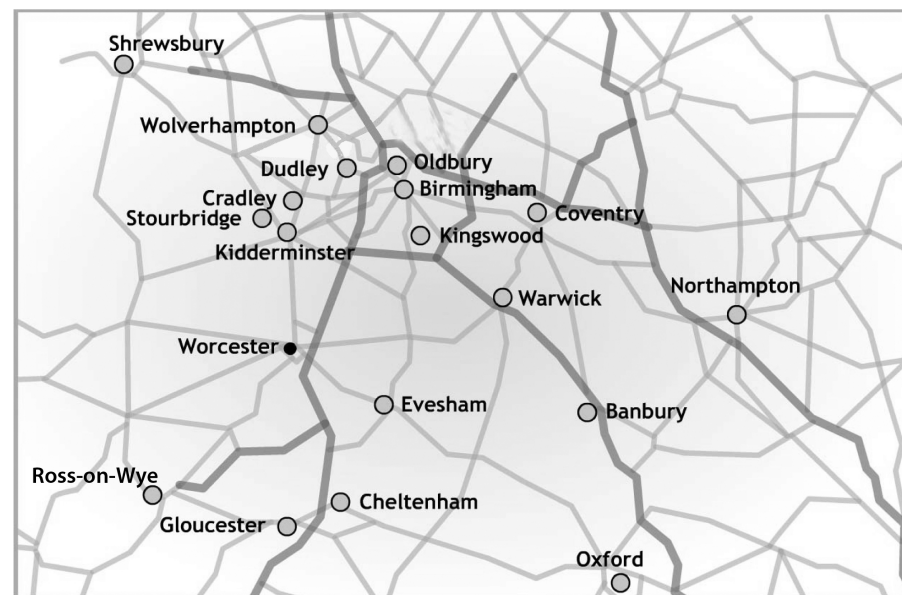 Shrewsbury
Wolverhampton
Dudley
Oldbury
Birmingham
Cradley
Stourbridge
Coventry
Kidderminster
Kingswood
Northampton
Warwick
Worcester
Evesham
Banbury
Ross-on-Wye
Cheltenham
Gloucester
Oxford